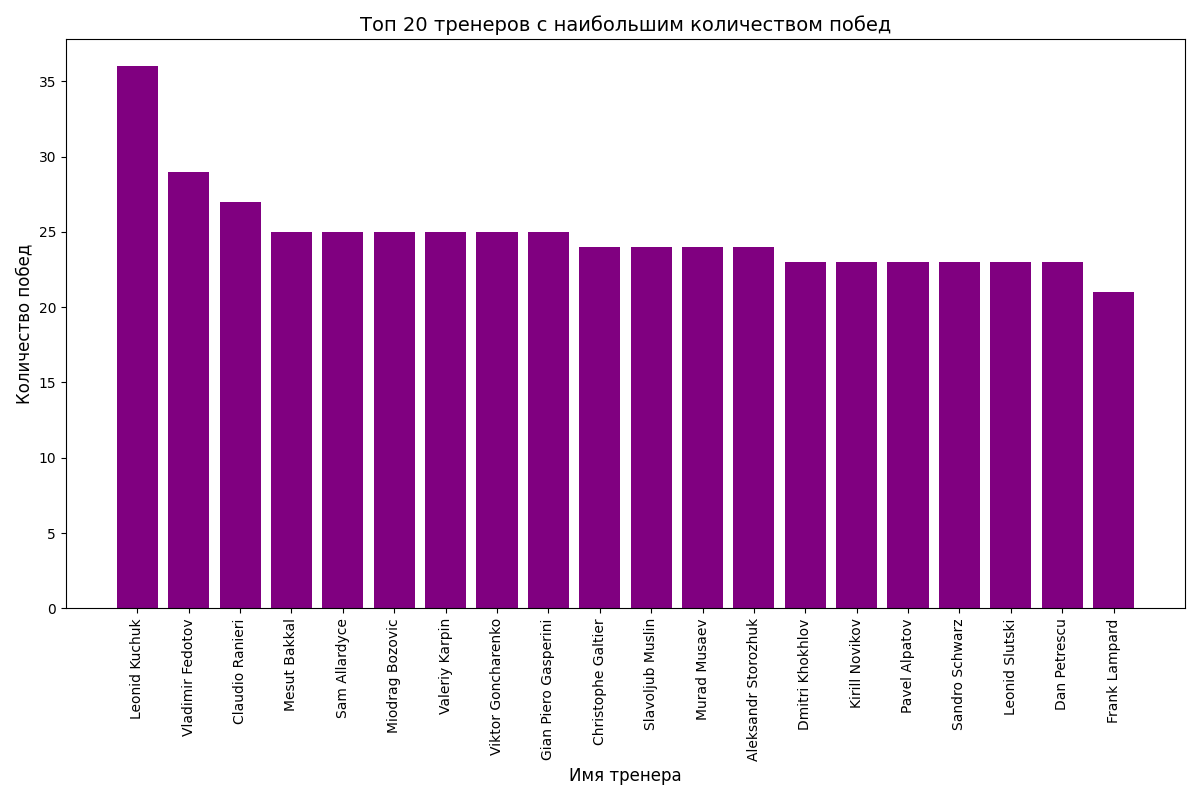 Топ 20 тренеров с наибольшим количеством побед
Количество побед
35
30
25
20
15
10
5
0
Leonid Kuchuk
Vladimir Fedotov
Claudio Ranieri
Mesut Bakkal
Sam Allardyce
Miodrag Bozovic
Valeriy Karpin
Viktor Goncharenko
Gian Piero Gasperini
Christophe Galtier
Slavoljub Muslin
Murad Musaev
Aleksandr Storozhuk
Dmitri Khokhlov
Kirill Novikov
Pavel Alpatov
Sandro Schwarz
Leonid Slutski
Dan Petrescu
Frank Lampard
Имя тренера